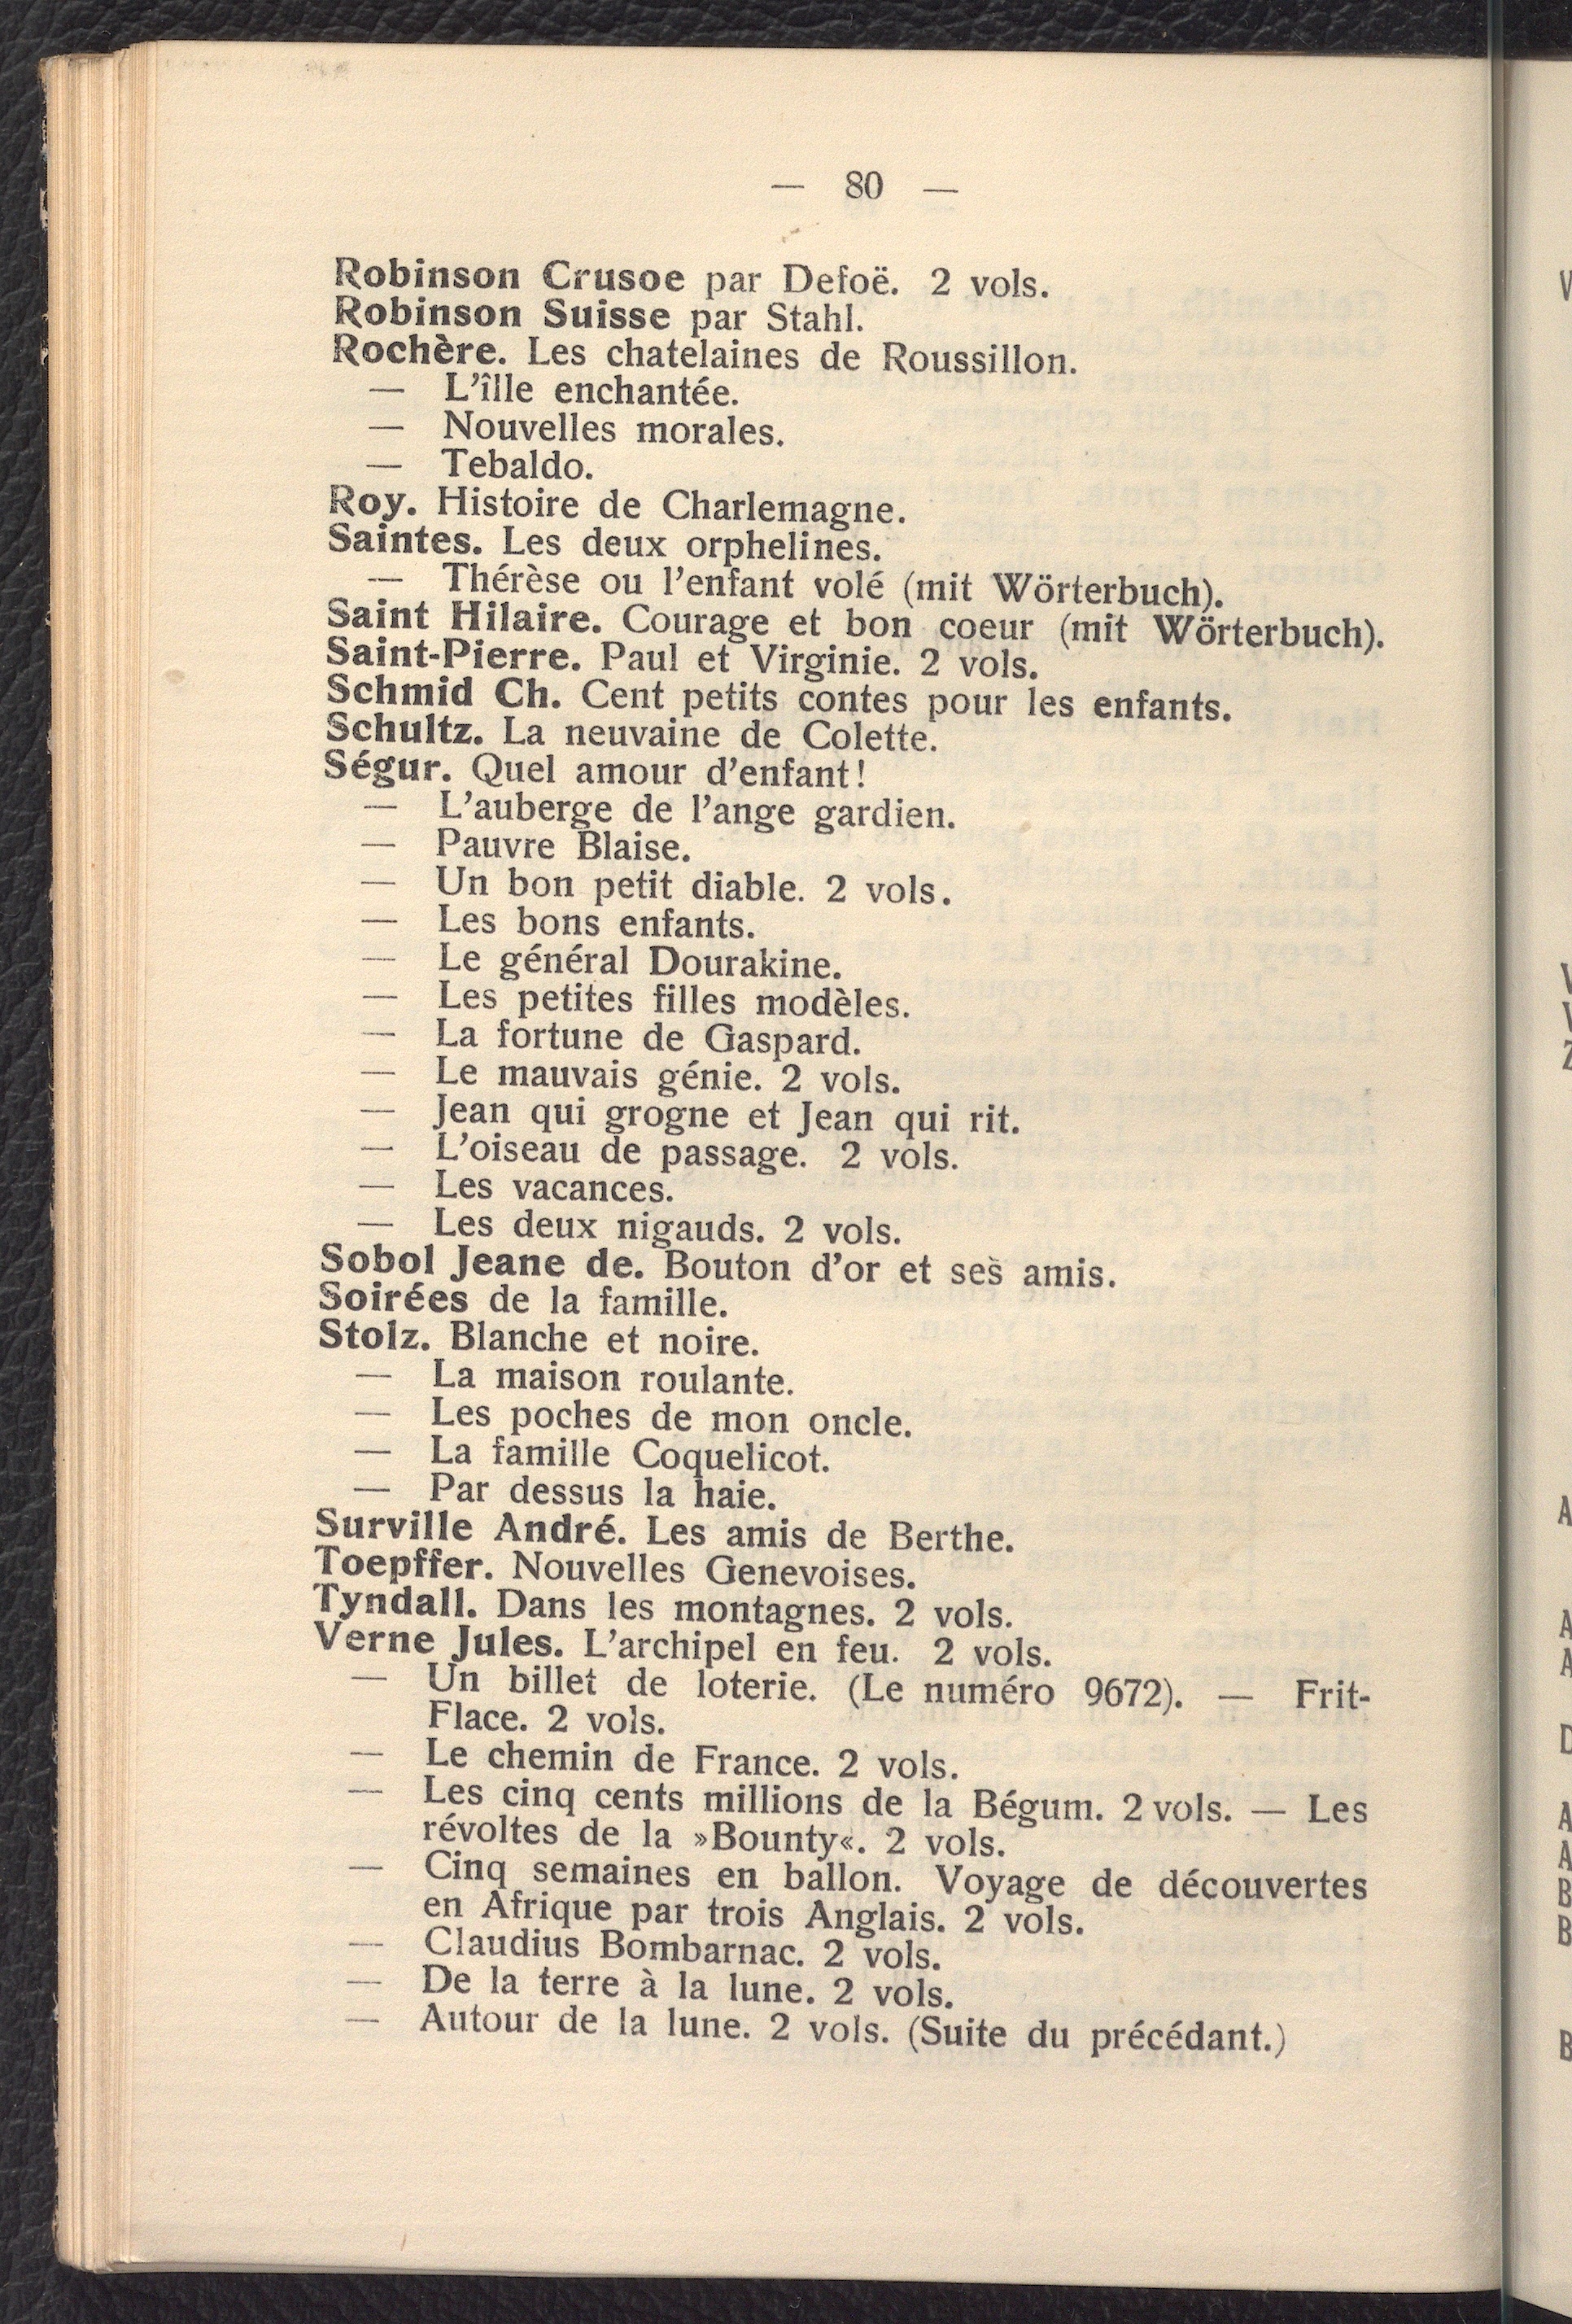 — 80 —
Robinson Crusoe par Defoë. 2 vols.
Robinson Suisse par Stahl.
Rochère. Les chatelaines de Roussillon.
— L'îlle enchantée.
— Nouvelles morales.
— Tebaldo.
Roy. Histoire de Charlemagne.
Saintes. Les deux orphelines.
— Thérèse ou l'enfant volé (mit Wörterbuch).
Saint Hilaire. Courage et bon coeur (mit Wörterbuch).
Saint-Pierre. Paul et Virginie. 2 vols.
Schmid Ch. Cent petits contes pour les enfants.
Schultz. La neuvaine de Colette.
Ségur. Quel amour d'enfant!
— L'auberge de l'ange gardien.
— Pauvre Blaise.
— Un bon petit diable. 2 vols.
— Les bons enfants.
— Le général Dourakine.
— Les petites filles modèles.
— La fortune de Gaspard.
— Le mauvais génie. 2 vols.
— Jean qui grogne et Jean qui rit.
— L'oiseau de passage. 2 vols.
— Les vacances.
— Les deux nigauds. 2 vols.
Sobol Jeane de. Bouton d'or et ses amis.
Soirées de la famille.
Stolz. Blanche et noire.
— La maison roulante.
— Les poches de mon oncle.
— La famille Coquelicot.
— Par dessus la haie.
Surville André. Les amis de Berthe.
Toepffer. Nouvelles Genevoises.
Tyndall. Dans les montagnes. 2 vols.
Verne Jules. L'archipel en feu. 2 vols.
— Un billet de loterie. (Le numéro 9672). — Frit-
Flace. 2 vols.
— Le chemin de France. 2 vols.
— Les cinq cents millions de la Bégum. 2 vols. — Les
révoltes de la »Bounty«. 2 vols.
— Cinq semaines en ballon. Voyage de découvertes
en Afrique par trois Anglais. 2 vols.
— Claudius Bombarnac. 2 vols.
— De la terre à la lune. 2 vols.
— Autour de la lune. 2 vols. (Suite du précédant.)